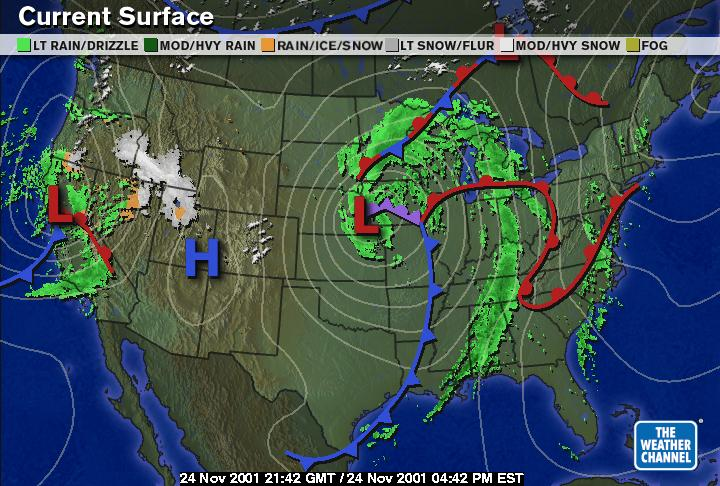 Current Surface
LT RAIN/DRIZZLE MOD/HVY RAIN RAIN/ICE/SNOW LT SNOW/FLUR MOD/HVY SNOW FOG
L
L
L
H
THE
WEATHER
CHANNEL
24 Nov 2001 21:42 GMT / 24 Nov 2001 04:42 PM EST